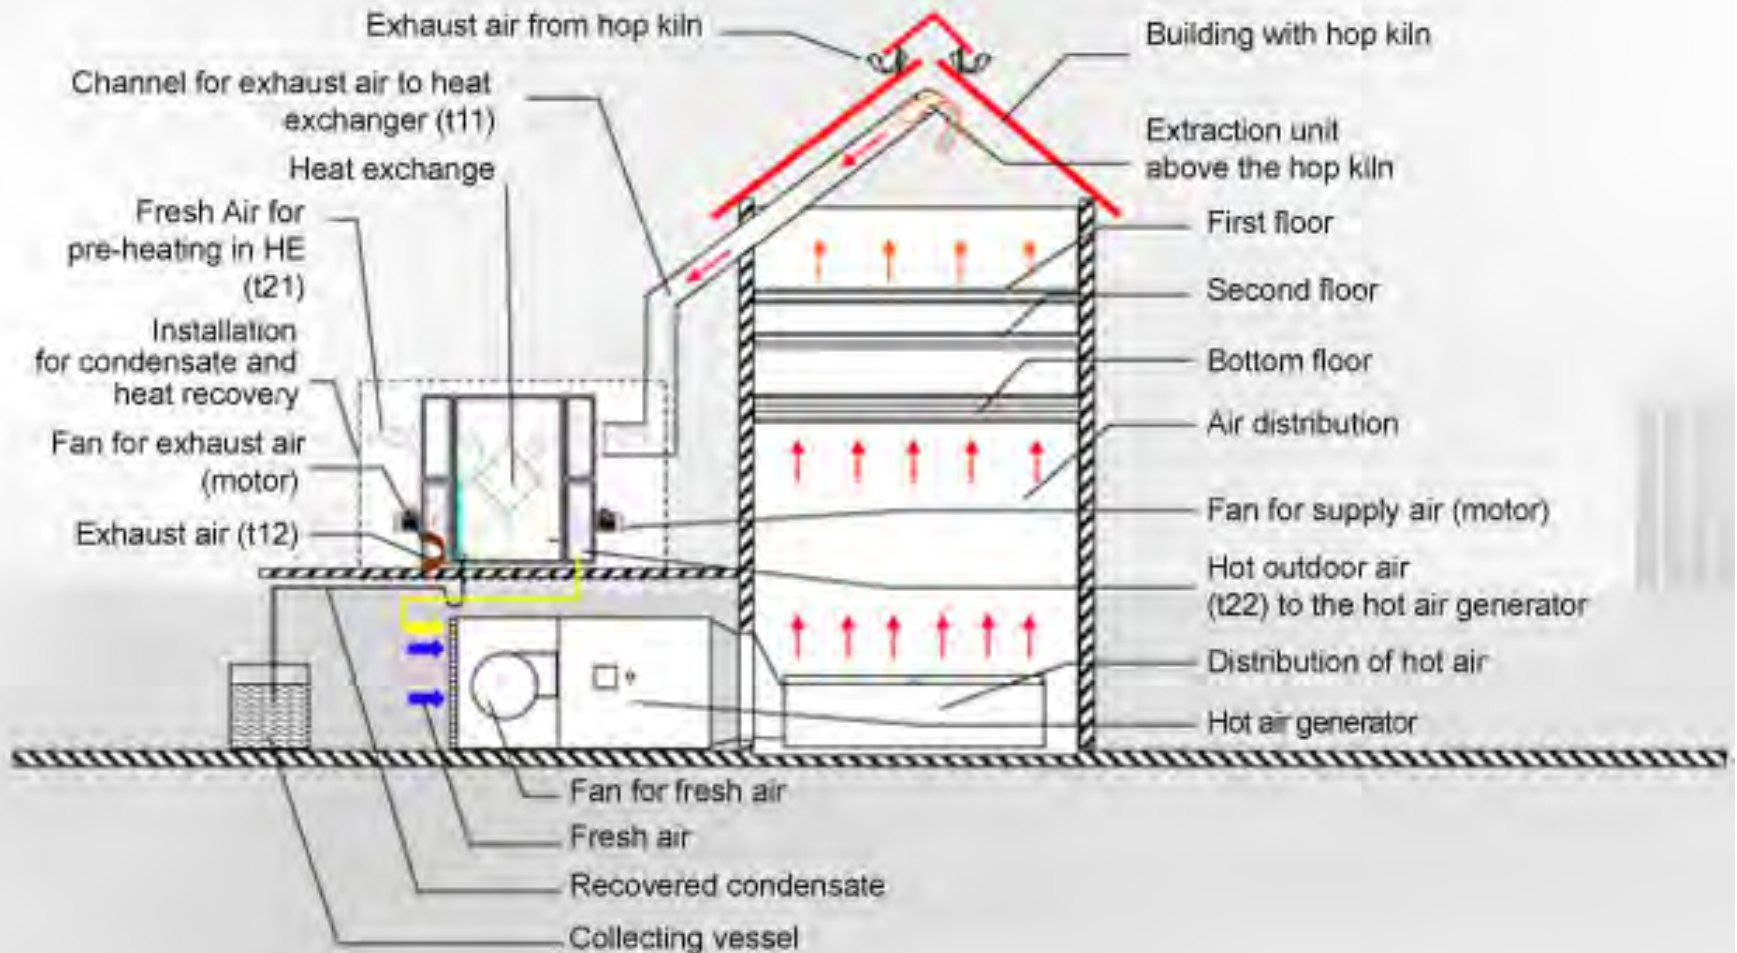 Exhaust air from hop kiln
Channel for exhaust air to heat
exchanger (t11)
Heat exchange
Fresh Air for
pre-heating in HE
(t21)
Installation
for condensate and
heat recovery
Fan for exhaust air
(motor)
Exhaust air (t12)
Building with hop kiln
Extraction unit
above the hop kiln
First floor
Second floor
Bottom floor
Air distribution
Fan for supply air (motor)
Hot outdoor air
(t22) to the hot air generator
Distribution of hot air
Hot air generator
Fan for fresh air
Fresh air
Recovered condensate
Collecting vessel